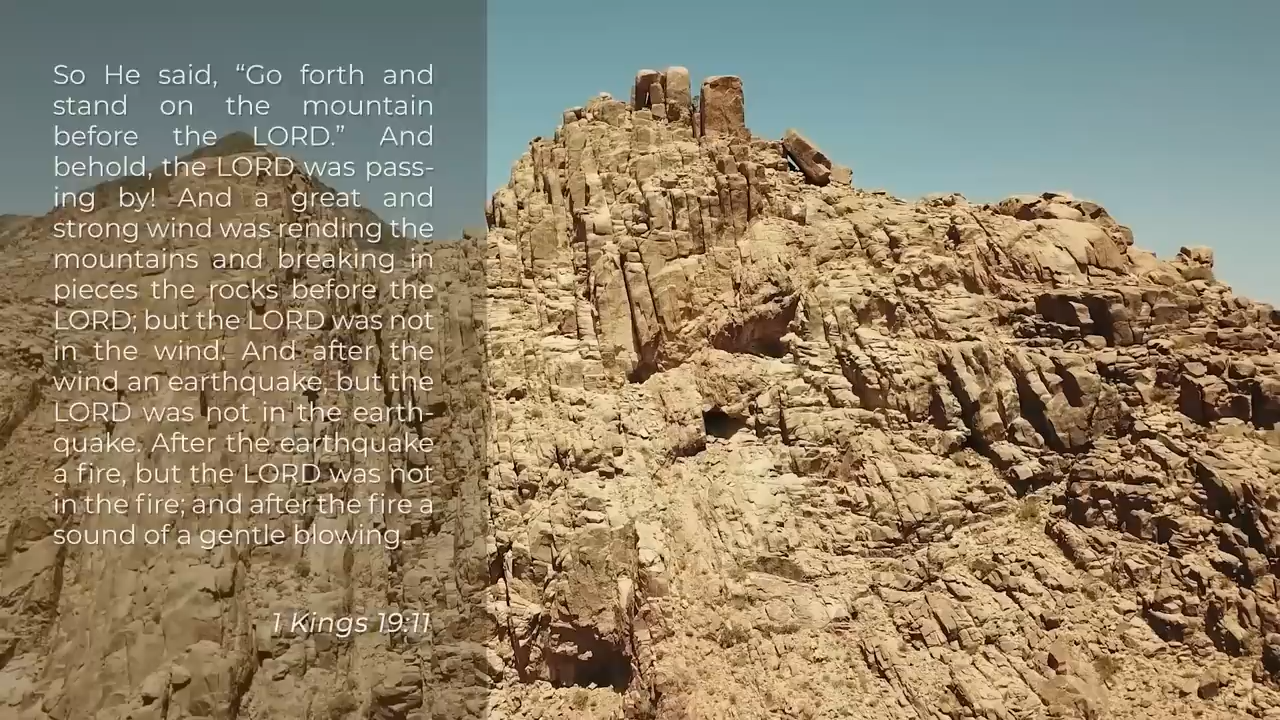 So He said, “Go forth and
stand on the mountain
before the LORD.” And
behold, the LORD was pass-
ing by! And a great and
strong wind was rending the
mountains and breaking in
pieces the rocks before the
LORD; but the LORD was not
in the wind. And after the
wind an earthquake, but the
LORD was not in the earth-
quake. After the earthquake
a fire, but the LORD was not
in the fire; and after the fire a
sound of a gentle blowing.
1 Kings 19:11